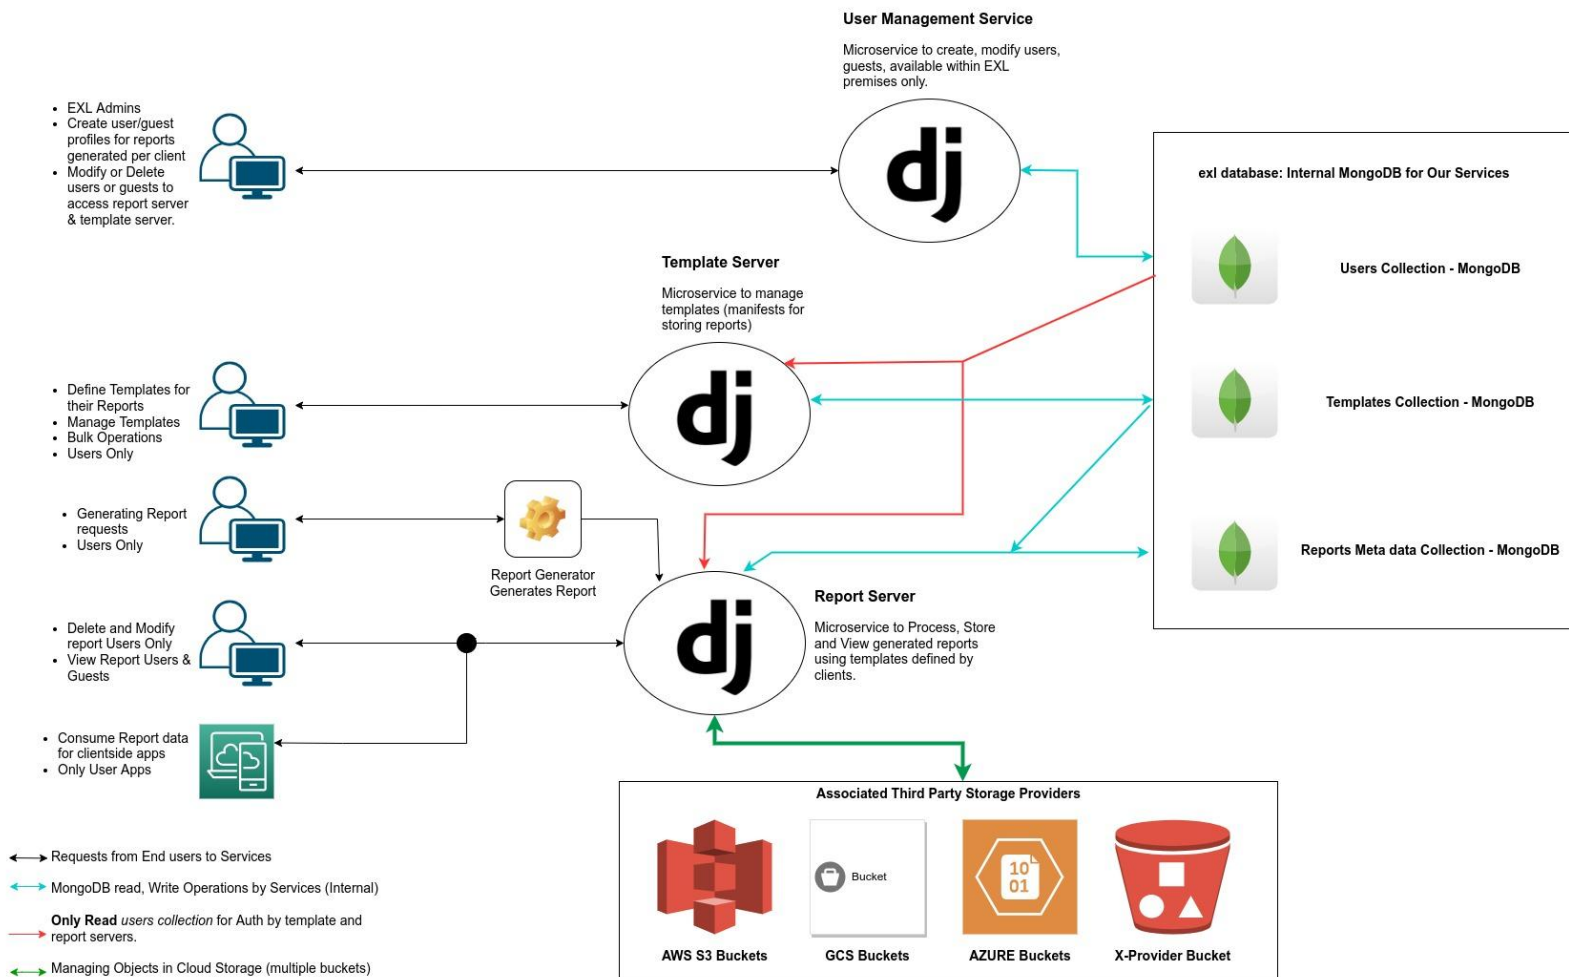 User Management Service
Microservice to create, modify users,
guests, available within EXL
premises only.
EXL Admins
Create user/guest
profiles for reports
generated per client
Modify or Delete
users or guests to
access report server
& template server.
dj
exl database: Internal MongoDB for Our Services
Users Collection - MongoDB
Template Server
Microservice to manage
templates (manifests for
storing reports)
Define Templates for
their Reports
Manage Templates
Bulk Operations
Users Only
dj
Templates Collection - MongoDB
Generating Report
requests
Users Only
Report Generator
Generates Report
Reports Meta data Collection - MongoDB
Report Server
Microservice to Process, Store
and View generated reports
using templates defined by
clients.
dj
Delete and Modify
report Users Only
View Report Users &
Guests
Consume Report data
for clientside apps
Only User Apps
Associated Third Party Storage Providers
Bucket
10
01
AWS S3 Buckets
GCS Buckets
AZURE Buckets
X-Provider Bucket
Requests from End users to Services
MongoDB read, Write Operations by Services (Internal)
Only Read users collection for Auth by template and
report servers.
Managing Objects in Cloud Storage (multiple buckets)